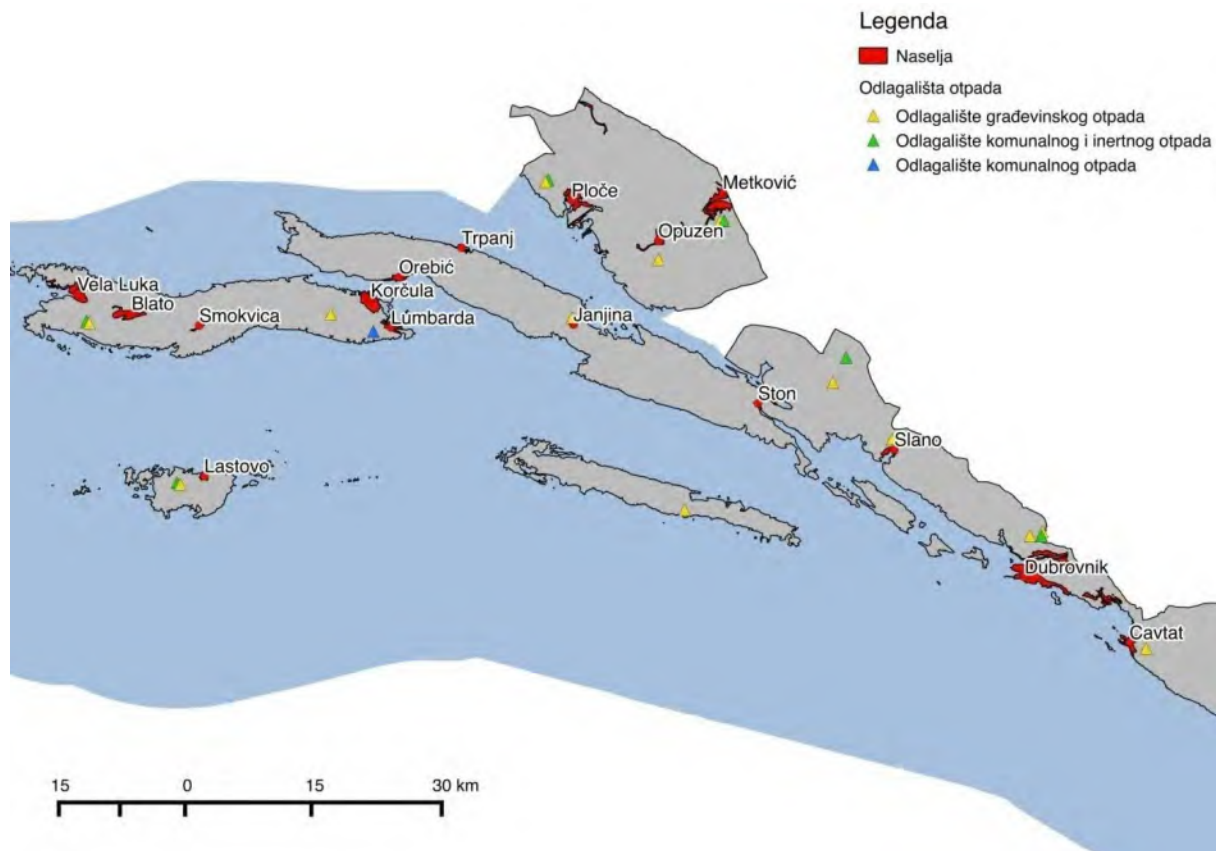 Legenda
Naselja
Odlagališta otpada
Odlagalište građevinskog otpada
Odlagalište komunalnog i inertnog otpada
Odlagalište komunalnog otpada
Metković
Ploče
Opuzen
Trpanj
Orebić
Vela Luka
Korčula
Blato
Smokvica
Lumbarda
Janjina
Ston
Slano
Lastovo
Dubrovnik
Cavtat
15 0 15 30 km